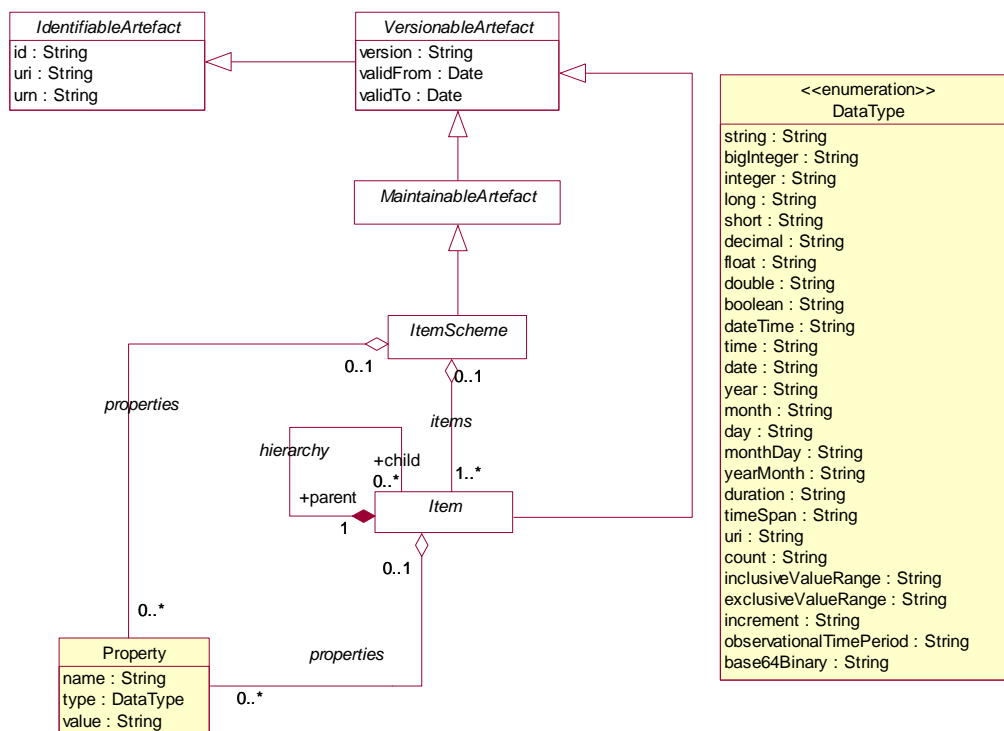 IdentifiableArtefact
id : String
uri : String
urn : String
VersionableArtefact
version : String
validFrom : Date
validTo : Date
<<enumeration>>
DataType
string : String
bigInteger : String
integer : String
long : String
short : String
decimal : String
float : String
double : String
boolean : String
dateTime : String
time : String
date : String
year : String
month : String
day : String
monthDay : String
yearMonth : String
duration : String
timeSpan : String
uri : String
count : String
inclusiveValueRange : String
exclusiveValueRange : String
increment : String
observationalTimePeriod : String
base64Binary : String
MaintainableArtefact
ItemScheme
0..1
0..1
properties
items
hierarchy
+child
0..*
1..*
+parent
1
Item
0..1
0..*
properties
0..*
Property
name : String
type : DataType
value : String